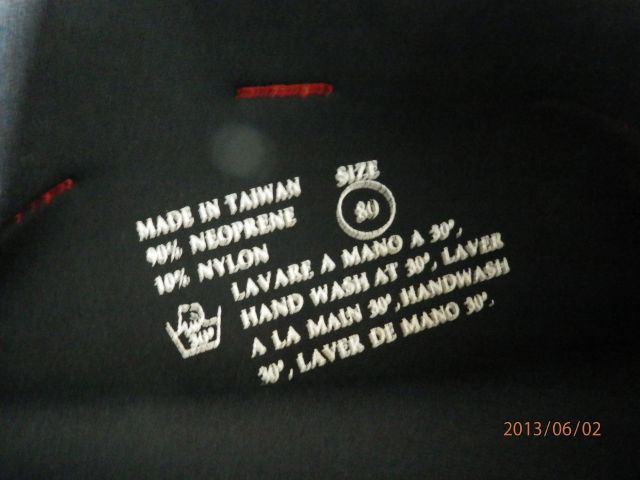 SIZE
80
MADE IN TAIWAN
90% NEOPRENE
10% NYLON
30°
LAVARE A MANO A 30°,
HAND WASH AT 30°, LAVER
A LA MAIN 30°, HANDWASH
30°, LAVER DE MANO 30°.
2013/06/02